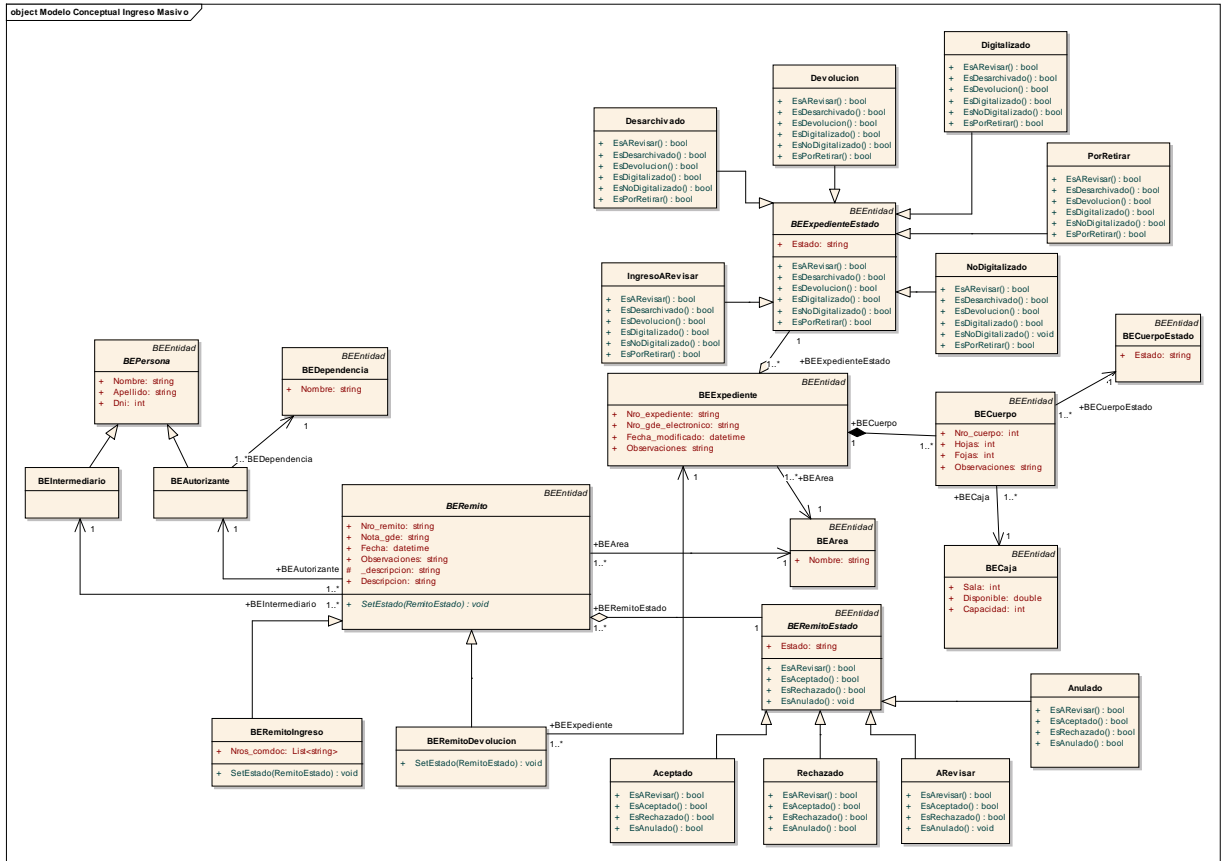 object Modelo Conceptual Ingreso Masivo
Digitalizado
+ EsARevisar() : bool
+ EsDesarchivado() : bool
+ EsDevolucion() : bool
+ EsDigitalizado() : bool
+ EsNoDigitalizado() : bool
+ EsPorRetirar() : bool
Devolucion
+ EsARevisar() : bool
+ EsDesarchivado() : bool
+ EsDevolucion() : bool
+ EsDigitalizado() : bool
+ EsNoDigitalizado() : bool
+ EsPorRetirar() : bool
Desarchivado
+ EsARevisar() : bool
+ EsDesarchivado() : bool
+ EsDevolucion() : bool
+ EsDigitalizado() : bool
+ EsNoDigitalizado() : bool
+ EsPorRetirar() : bool
PorRetirar
+ EsARevisar() : bool
+ EsDesarchivado() : bool
+ EsDevolucion() : bool
+ EsDigitalizado() : bool
+ EsNoDigitalizado() : bool
+ EsPorRetirar() : bool
BEEntidad
BEExpedienteEstado
+ Estado: string
+ EsARevisar() : bool
+ EsDesarchivado() : bool
+ EsDevolucion() : bool
+ EsDigitalizado() : bool
+ EsNoDigitalizado() : bool
+ EsPorRetirar() : bool
IngresoARevisar
+ EsARevisar() : bool
+ EsDesarchivado() : bool
+ EsDevolucion() : bool
+ EsDigitalizado() : bool
+ EsNoDigitalizado() : bool
+ EsPorRetirar() : bool
NoDigitalizado
+ EsARevisar() : bool
+ EsDesarchivado() : bool
+ EsDevolucion() : bool
+ EsDigitalizado() : bool
+ EsNoDigitalizado() : void
+ EsPorRetirar() : bool
BEEntidad
BECuerpoEstado
+ Estado: string
1
1..*
+BEExpedienteEstado
BEEntidad
BEPersona
+ Nombre: string
+ Apellido: string
+ Dni: int
BEEntidad
BEDependencia
+ Nombre: string
1
1..*
+BEDependencia
BEEntidad
BEExpediente
+ Nro_expediente: string
+ Nro_gde_electronico: string
+ Fecha_modificado: datetime
+ Observaciones: string
+BECuerpo
1
1..*
BEEntidad
BECuerpo
+ Nro_cuerpo: int
+ Hojas: int
+ Fojas: int
+ Observaciones: string
1
1..*
+BECuerpoEstado
BEIntermediario
BEAutorizante
1
1
1
1..*
+BEArea
1
+BECaja
1..*
1
BEEntidad
BERemito
+ Nro_remito: string
+ Nota_gde: string
+ Fecha: datetime
+ Observaciones: string
# _descripcion: string
+ Descripcion: string
+ SetEstado(RemitoEstado) : void
+BEAutorizante
1..*
+BEIntermediario
1..*
+BEArea
1..*
1
BEEntidad
BEArea
+ Nombre: string
BEEntidad
BECaja
+ Sala: int
+ Disponible: double
+ Capacidad: int
+BERemitoEstado
1..*
1
BEEntidad
BERemitoEstado
+ Estado: string
+ EsARevisar() : bool
+ EsAceptado() : bool
+ EsRechazado() : bool
+ EsAnulado() : void
Anulado
+ EsARevisar() : bool
+ EsAceptado() : bool
+ EsRechazado() : bool
+ EsAnulado() : bool
BERemitoIngreso
+ Nros_comdoc: List<string>
+ SetEstado(RemitoEstado) : void
BERemitoDevolucion
+ SetEstado(RemitoEstado) : void
+BEExpediente
1..*
Aceptado
+ EsARevisar() : bool
+ EsAceptado() : bool
+ EsRechazado() : bool
+ EsAnulado() : bool
Rechazado
+ EsARevisar() : bool
+ EsAceptado() : bool
+ EsRechazado() : bool
+ EsAnulado() : bool
ARevisar
+ EsArevisar() : bool
+ EsAceptado() : bool
+ EsRechazado() : bool
+ EsAnulado() : void